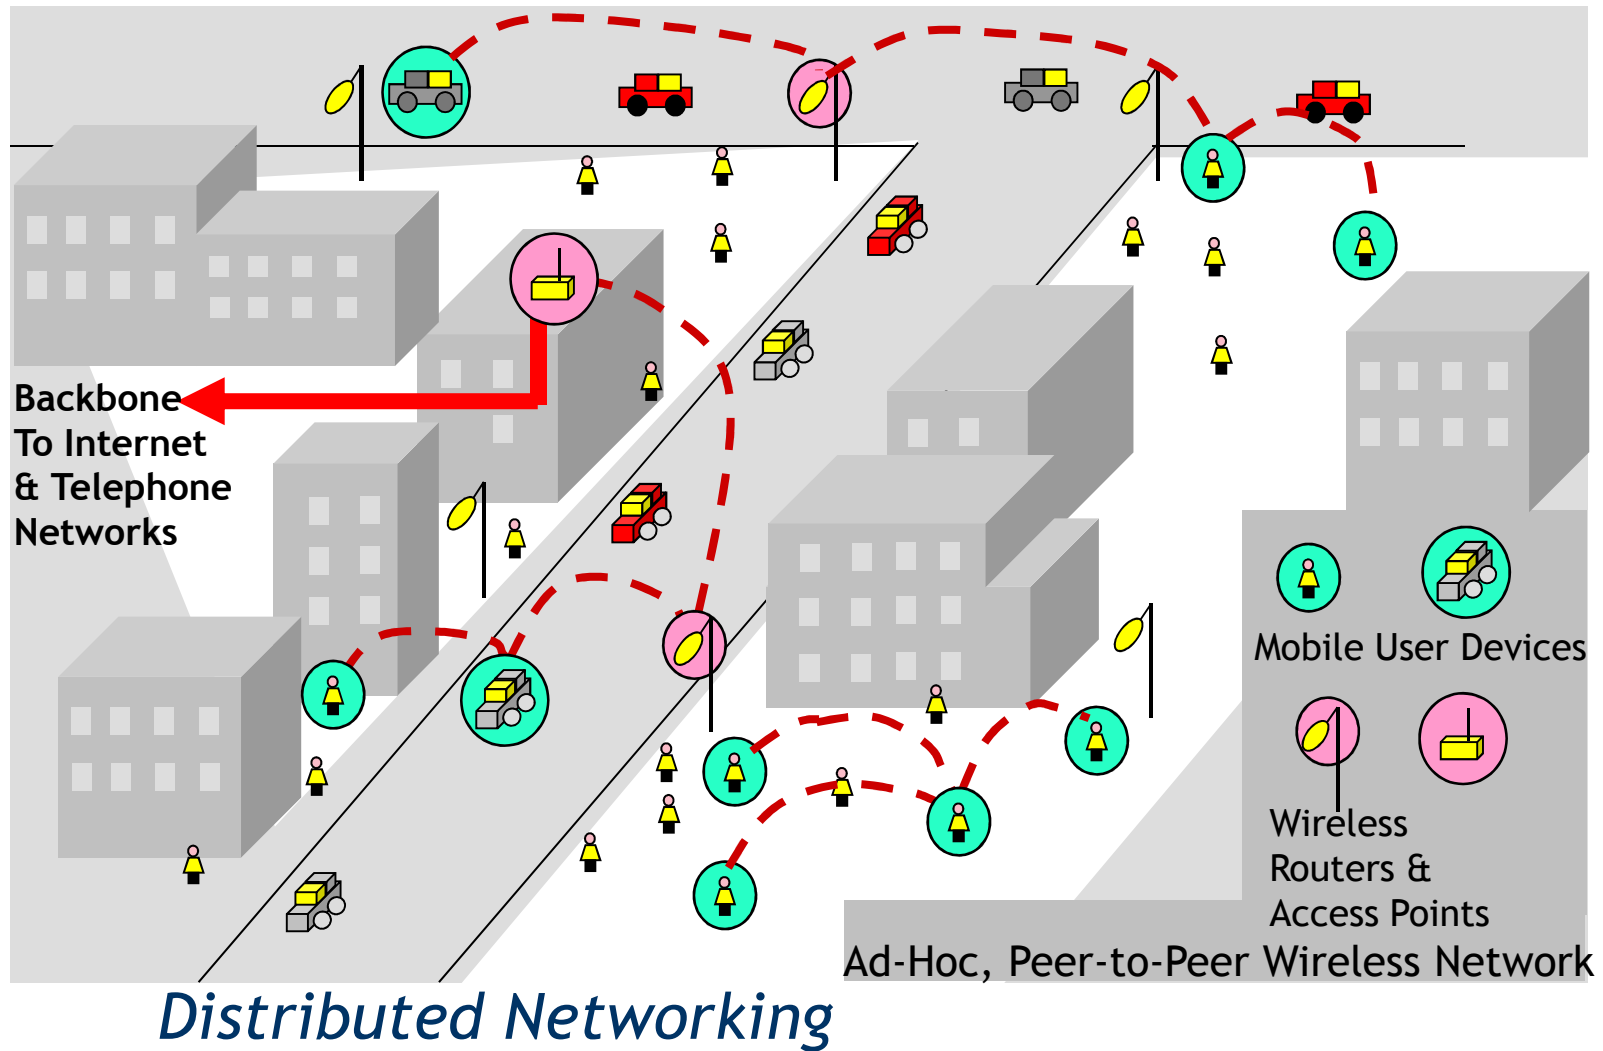 Backbone
To Internet
& Telephone
Networks
Mobile User Devices
Wireless
Routers &
Access Points
Ad-Hoc, Peer-to-Peer Wireless Network
Distributed Networking